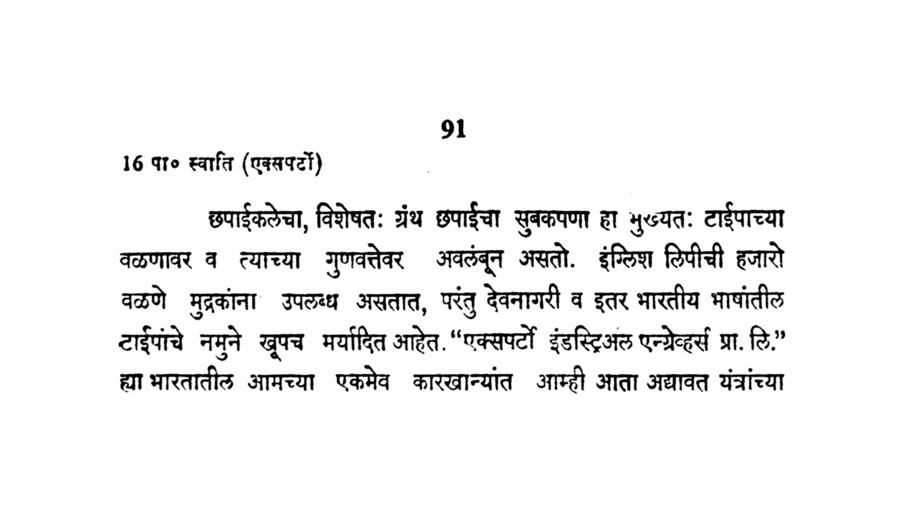 91
16 पा० स्वाति (एक्सपर्टो)
छपाईकलेचा, विशेषतः ग्रंथ छपाईचा सुबकपणा हा मुख्यतः टाईपाच्या
वळणावर व त्याच्या गुणवत्तेवर अवलंबून असतो. इंग्लिश लिपीची हजारो
वळणे मुद्रकांना उपलब्ध असतात, परंतु देवनागरी व इतर भारतीय भाषांतील
टाईपांचे नमुने खूपच मर्यादित आहेत. “एक्सपर्टो इंडस्ट्रिअल एन्ग्रेव्हर्स प्रा. लि.”
ह्या भारतातील आमच्या एकमेव कारखान्यांत आम्ही आता अद्यावत यंत्रांच्या